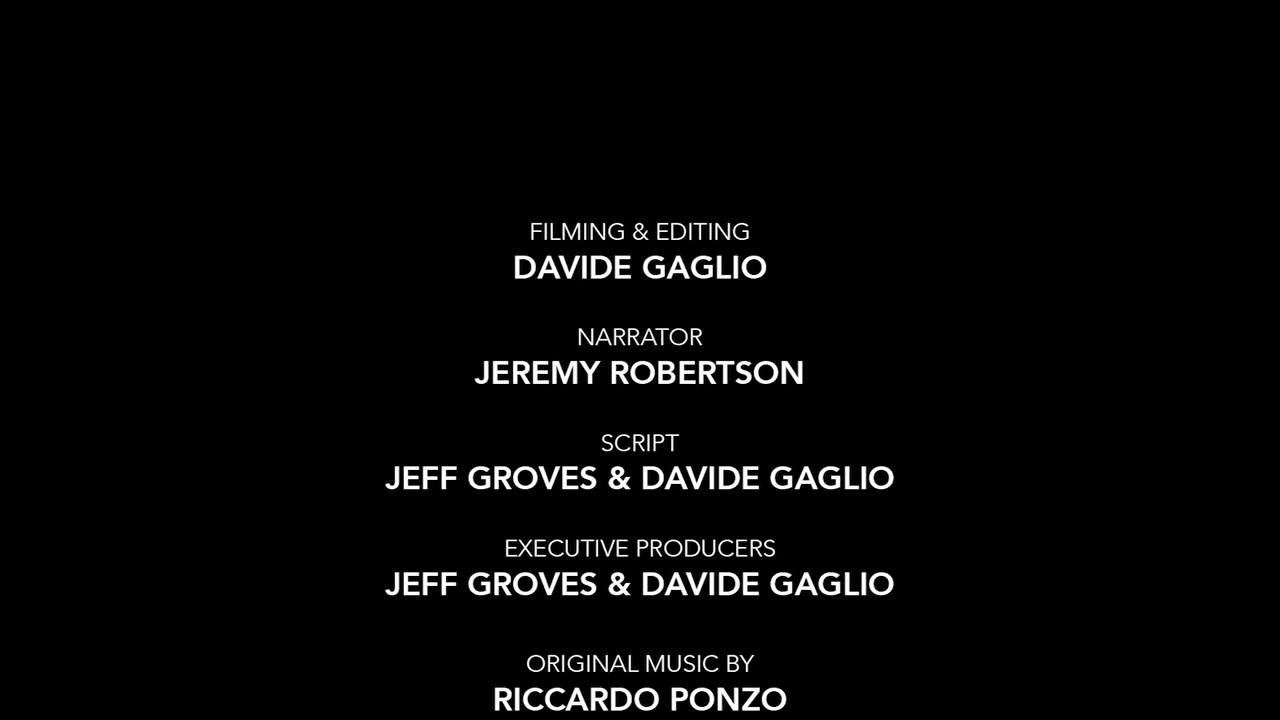 FILMING & EDITING
DAVIDE GAGLIO
NARRATOR
JEREMY ROBERTSON
SCRIPT
JEFF GROVES & DAVIDE GAGLIO
EXECUTIVE PRODUCERS
JEFF GROVES & DAVIDE GAGLIO
ORIGINAL MUSIC BY
RICCARDO PONZO